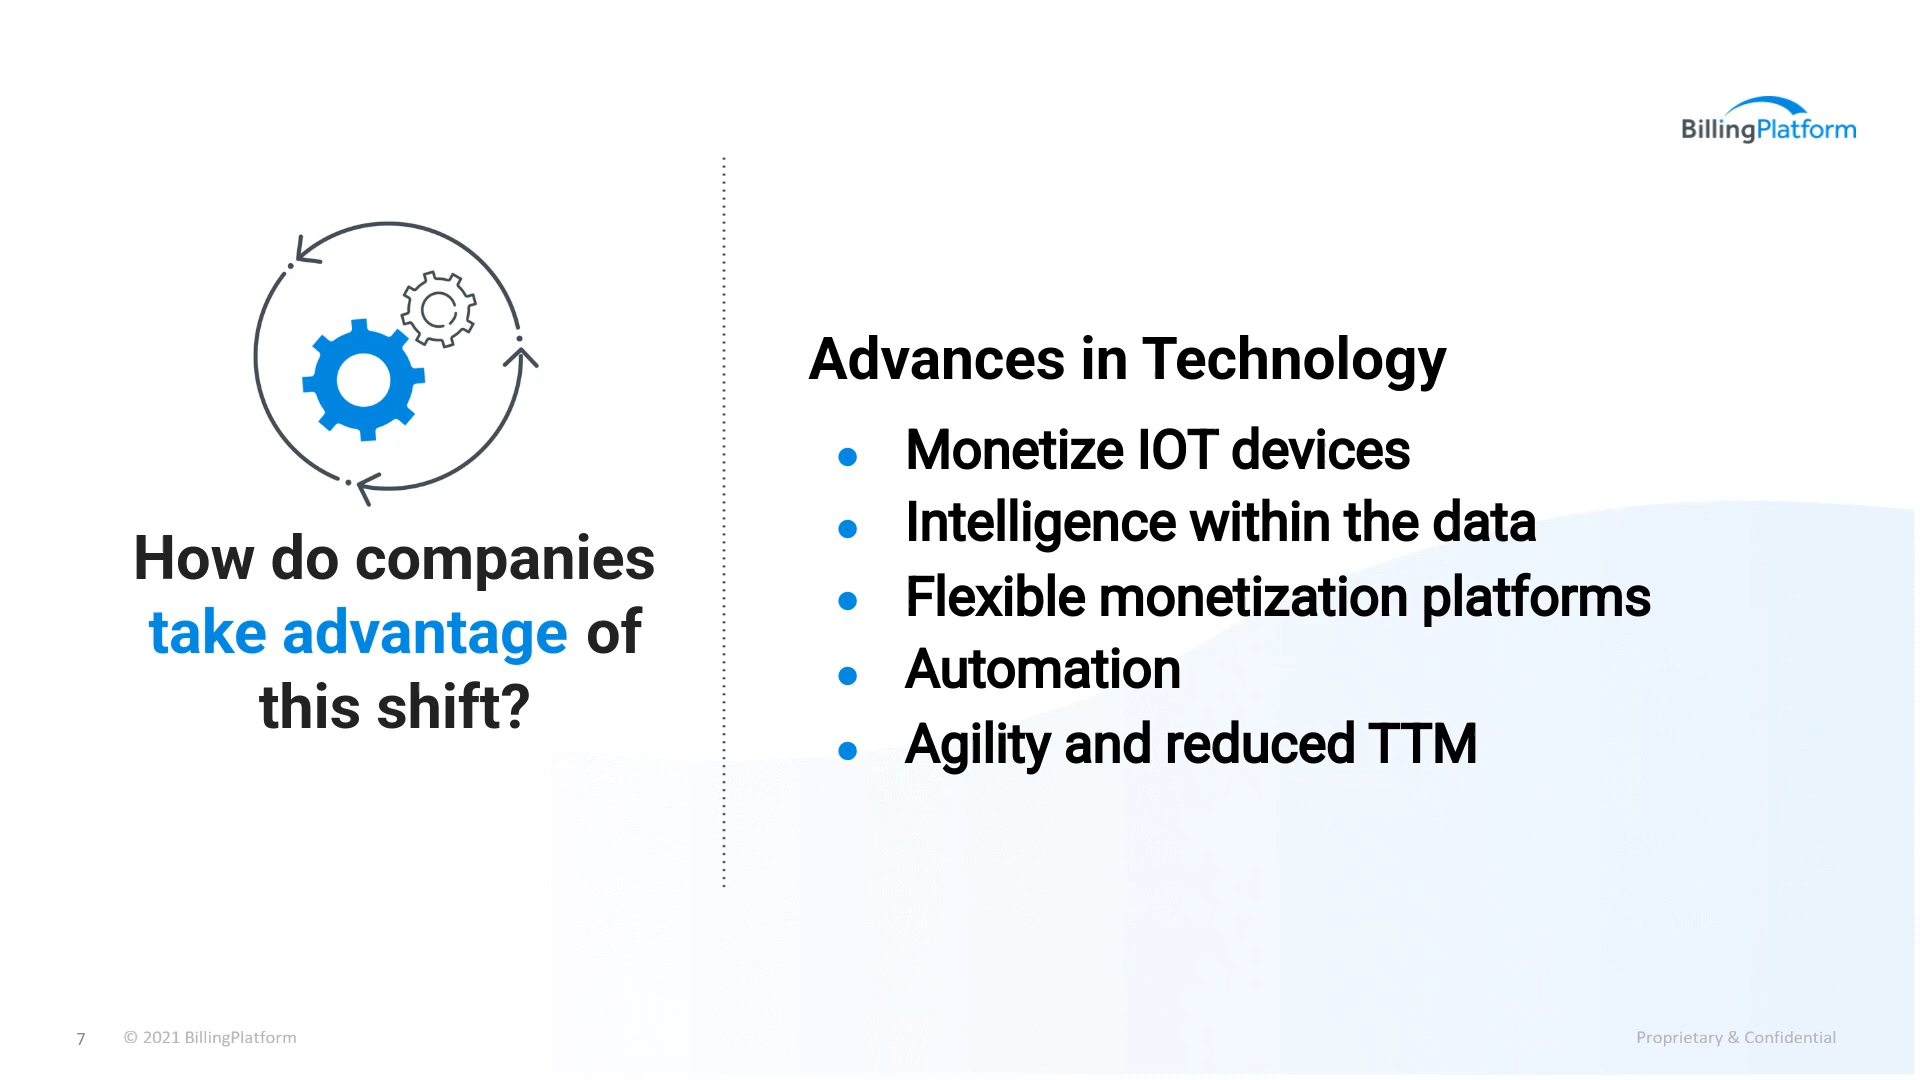 BillingPlatform
How do companies
take advantage of
this shift?
Advances in Technology
● Monetize IOT devices
● Intelligence within the data
● Flexible monetization platforms
● Automation
● Agility and reduced TTM
7 © 2021 BillingPlatform
Proprietary & Confidential